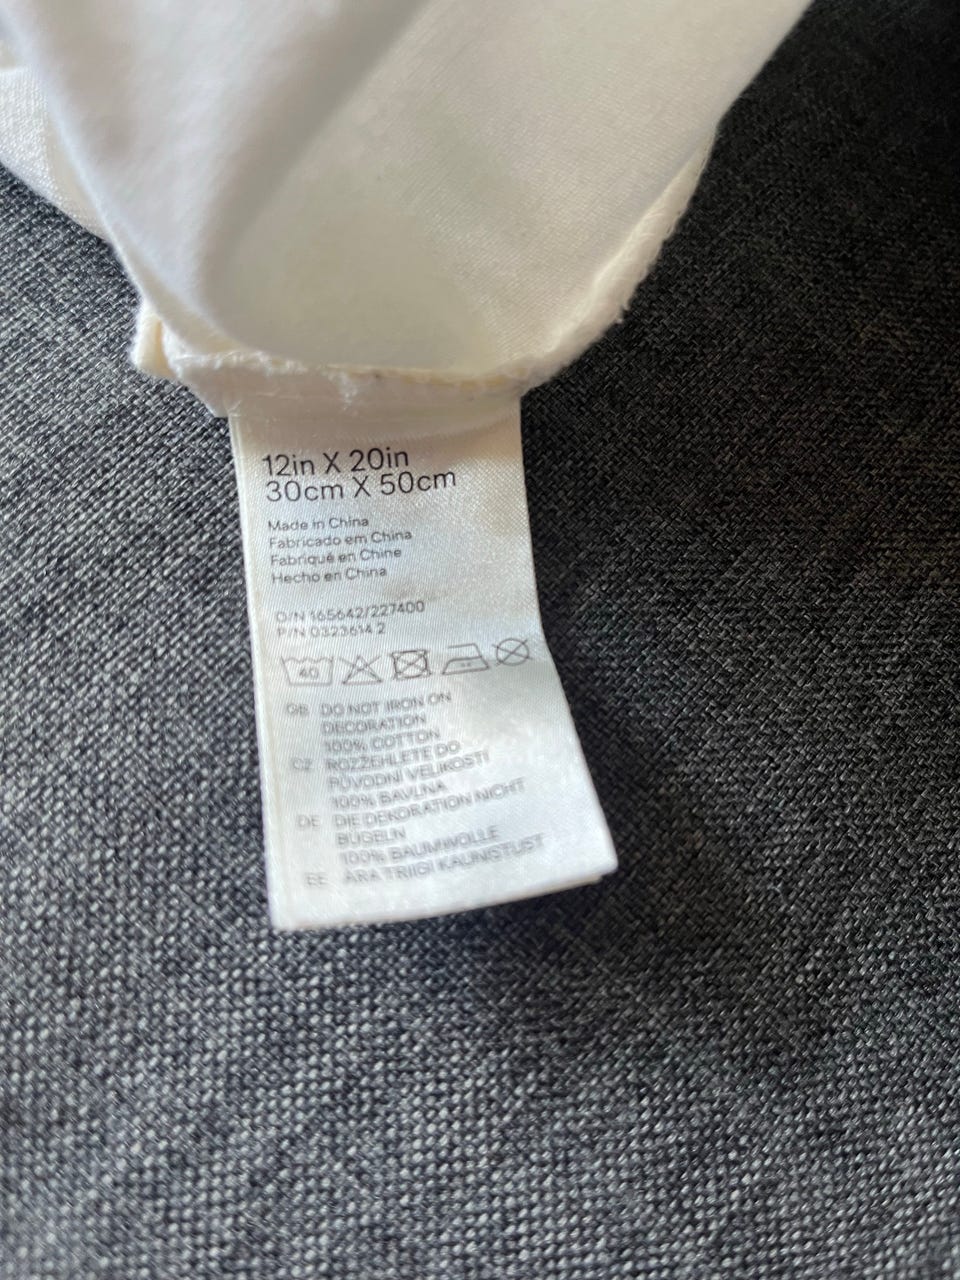 12in X 20in
30cm X 50cm
Made in China
Fabricado em China
Fabriqué en Chine
Hecho en China
O/N 165642/227400
P/N 0323614 2
40
GB DO NOT IRON ON
DECORATION
100% COTTON
CZ ROZŽEHLETE DO
PŮVODNÍ VELIKOSTI
100% BAVLNA
DE DIE DEKORATION NICHT
BÜGELN
100% BAUMWOLLE
EE ÄRA TRIIGI KAUNISTUST